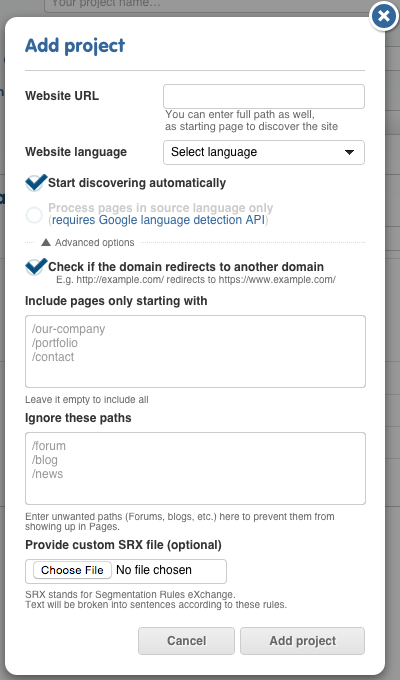 Your project name…
Add project
Website URL
You can enter full path as well,
as starting page to discover the site
Website language
Select language
Start discovering automatically
Process pages in source language only
(requires Google language detection API)
Advanced options
Check if the domain redirects to another domain
E.g. http://example.com/ redirects to https://www.example.com/
Include pages only starting with
/our-company
/portfolio
/contact
Leave it empty to include all
Ignore these paths
/forum
/blog
/news
Enter unwanted paths (Forums, blogs, etc.) here to prevent them from
showing up in Pages.
Provide custom SRX file (optional)
Choose File No file chosen
SRX stands for Segmentation Rules eXchange.
Text will be broken into sentences according to these rules.
Cancel Add project